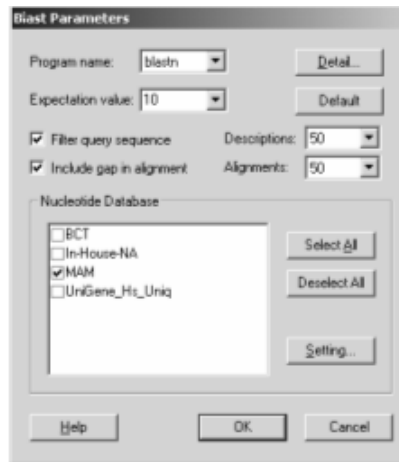 Blast Parameters
Program name: blastn Detail...
Expectation value: 10 Default
Filter query sequence Descriptions: 50
Include gap in alignment Alignments: 50
Nucleotide Database
BCT
In-House-NA
MAM
UniGene_Hs_Uniq
Select All
Deselect All
Setting...
Help OK Cancel